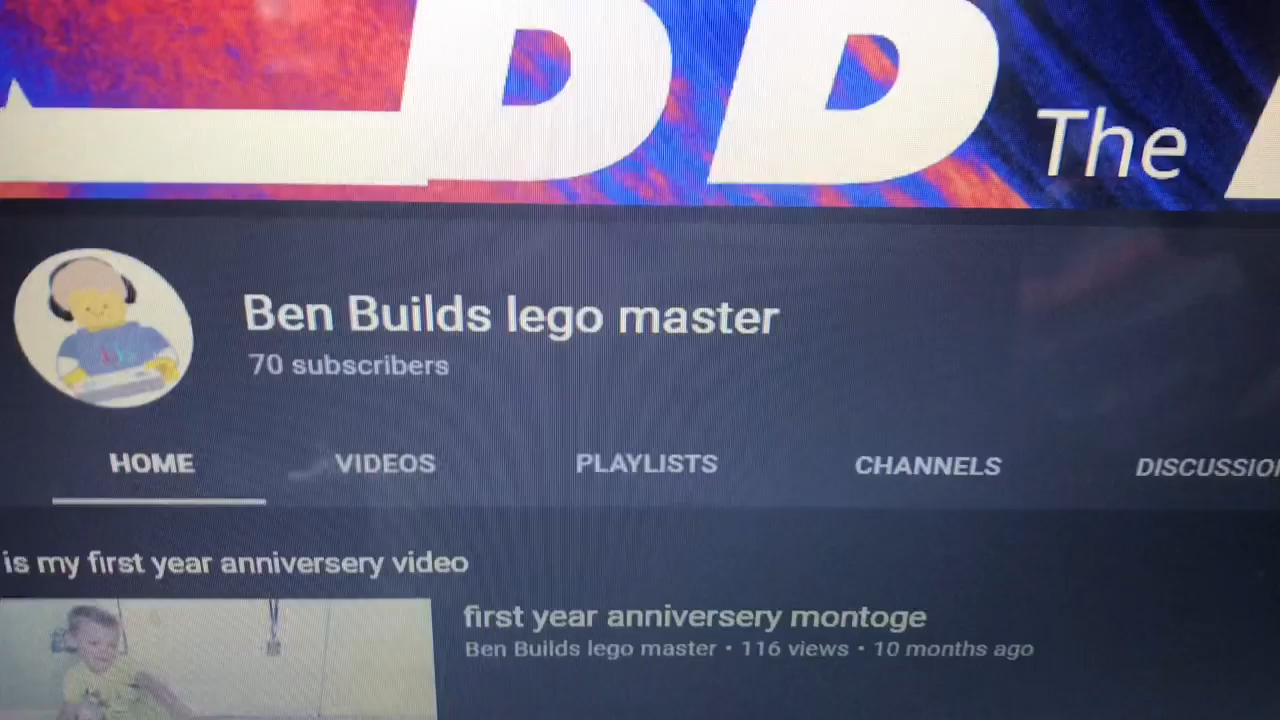 DD The
Ben Builds lego master
70 subscribers
HOME VIDEOS PLAYLISTS CHANNELS DISCUSSIO
is my first year anniversery video
first year anniversery montoge
Ben Builds lego master • 116 views • 10 months ago